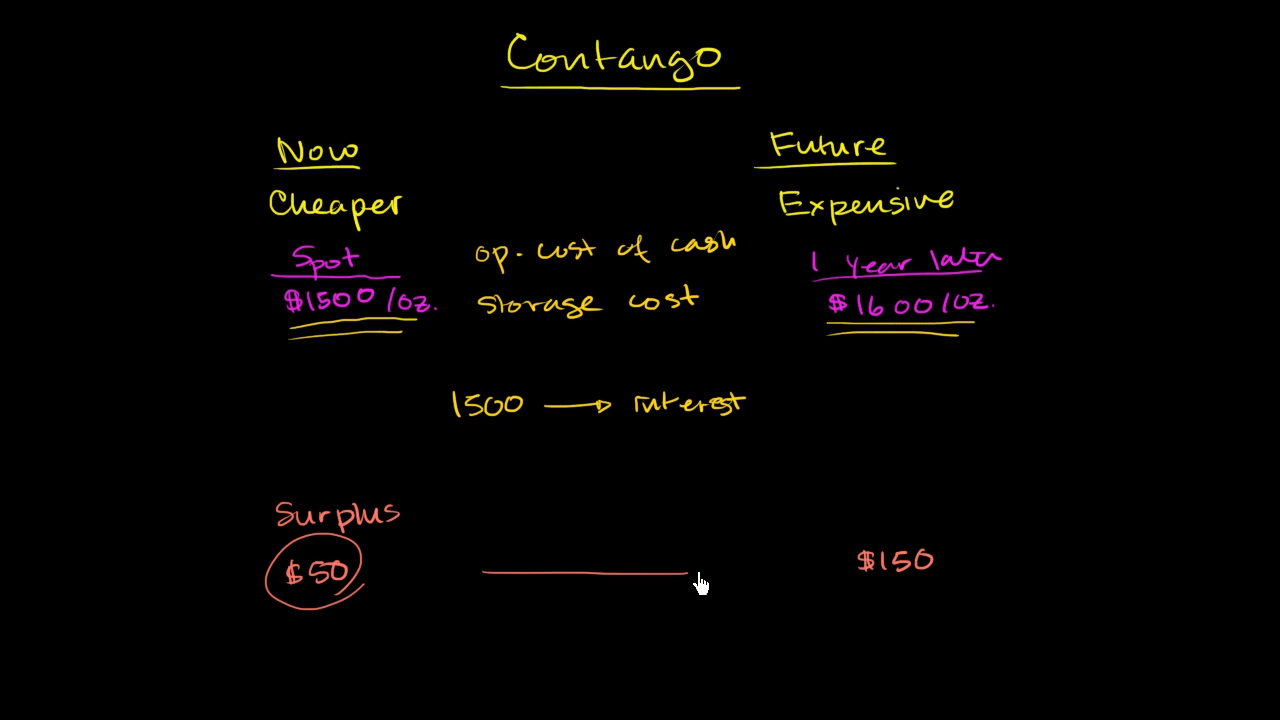 Contango
Now
Future
Cheaper
Expensive
Spot
op. cost of cash
1 year later
$1500/oz.
storage cost
$1600/oz.
1500 → interest
Surplus
$50
$150